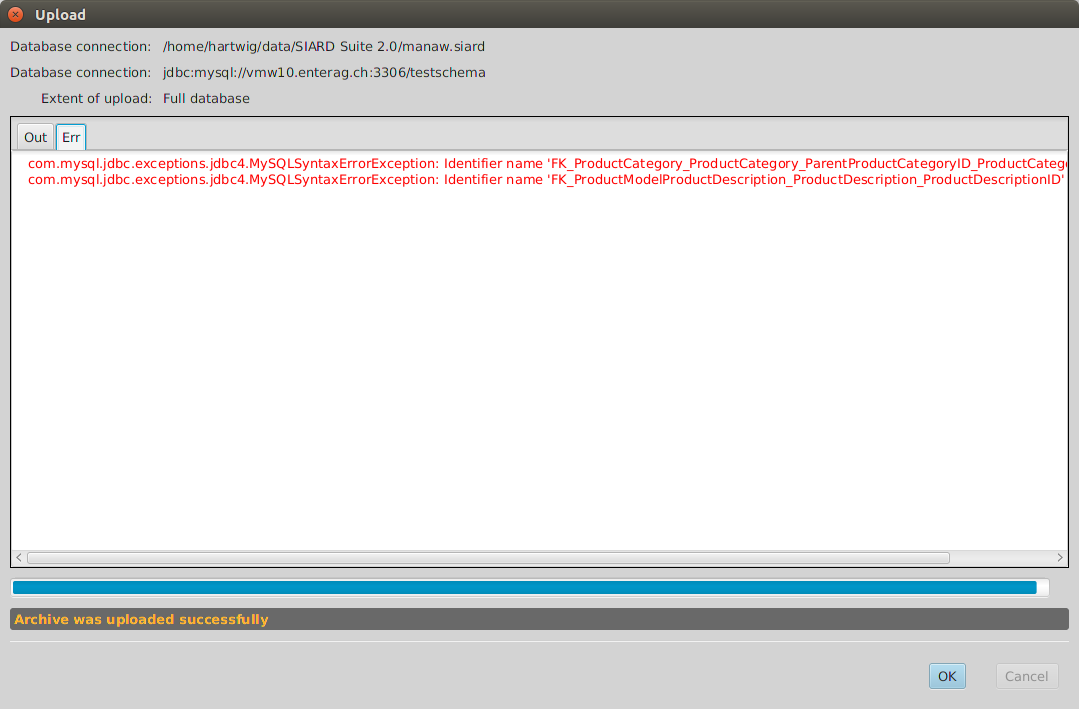 Upload
Database connection: /home/hartwig/data/SIARD Suite 2.0/manaw.siard
Database connection: jdbc:mysql://vmw10.enterag.ch:3306/testschema
Extent of upload: Full database
Out Err
com.mysql.jdbc.exceptions.jdbc4.MySQLSyntaxErrorException: Identifier name 'FK_ProductCategory_ProductCategory_ParentProductCategoryID_ProductCateg
com.mysql.jdbc.exceptions.jdbc4.MySQLSyntaxErrorException: Identifier name 'FK_ProductModelProductDescription_ProductDescription_ProductDescriptionID'
Archive was uploaded successfully
OK Cancel